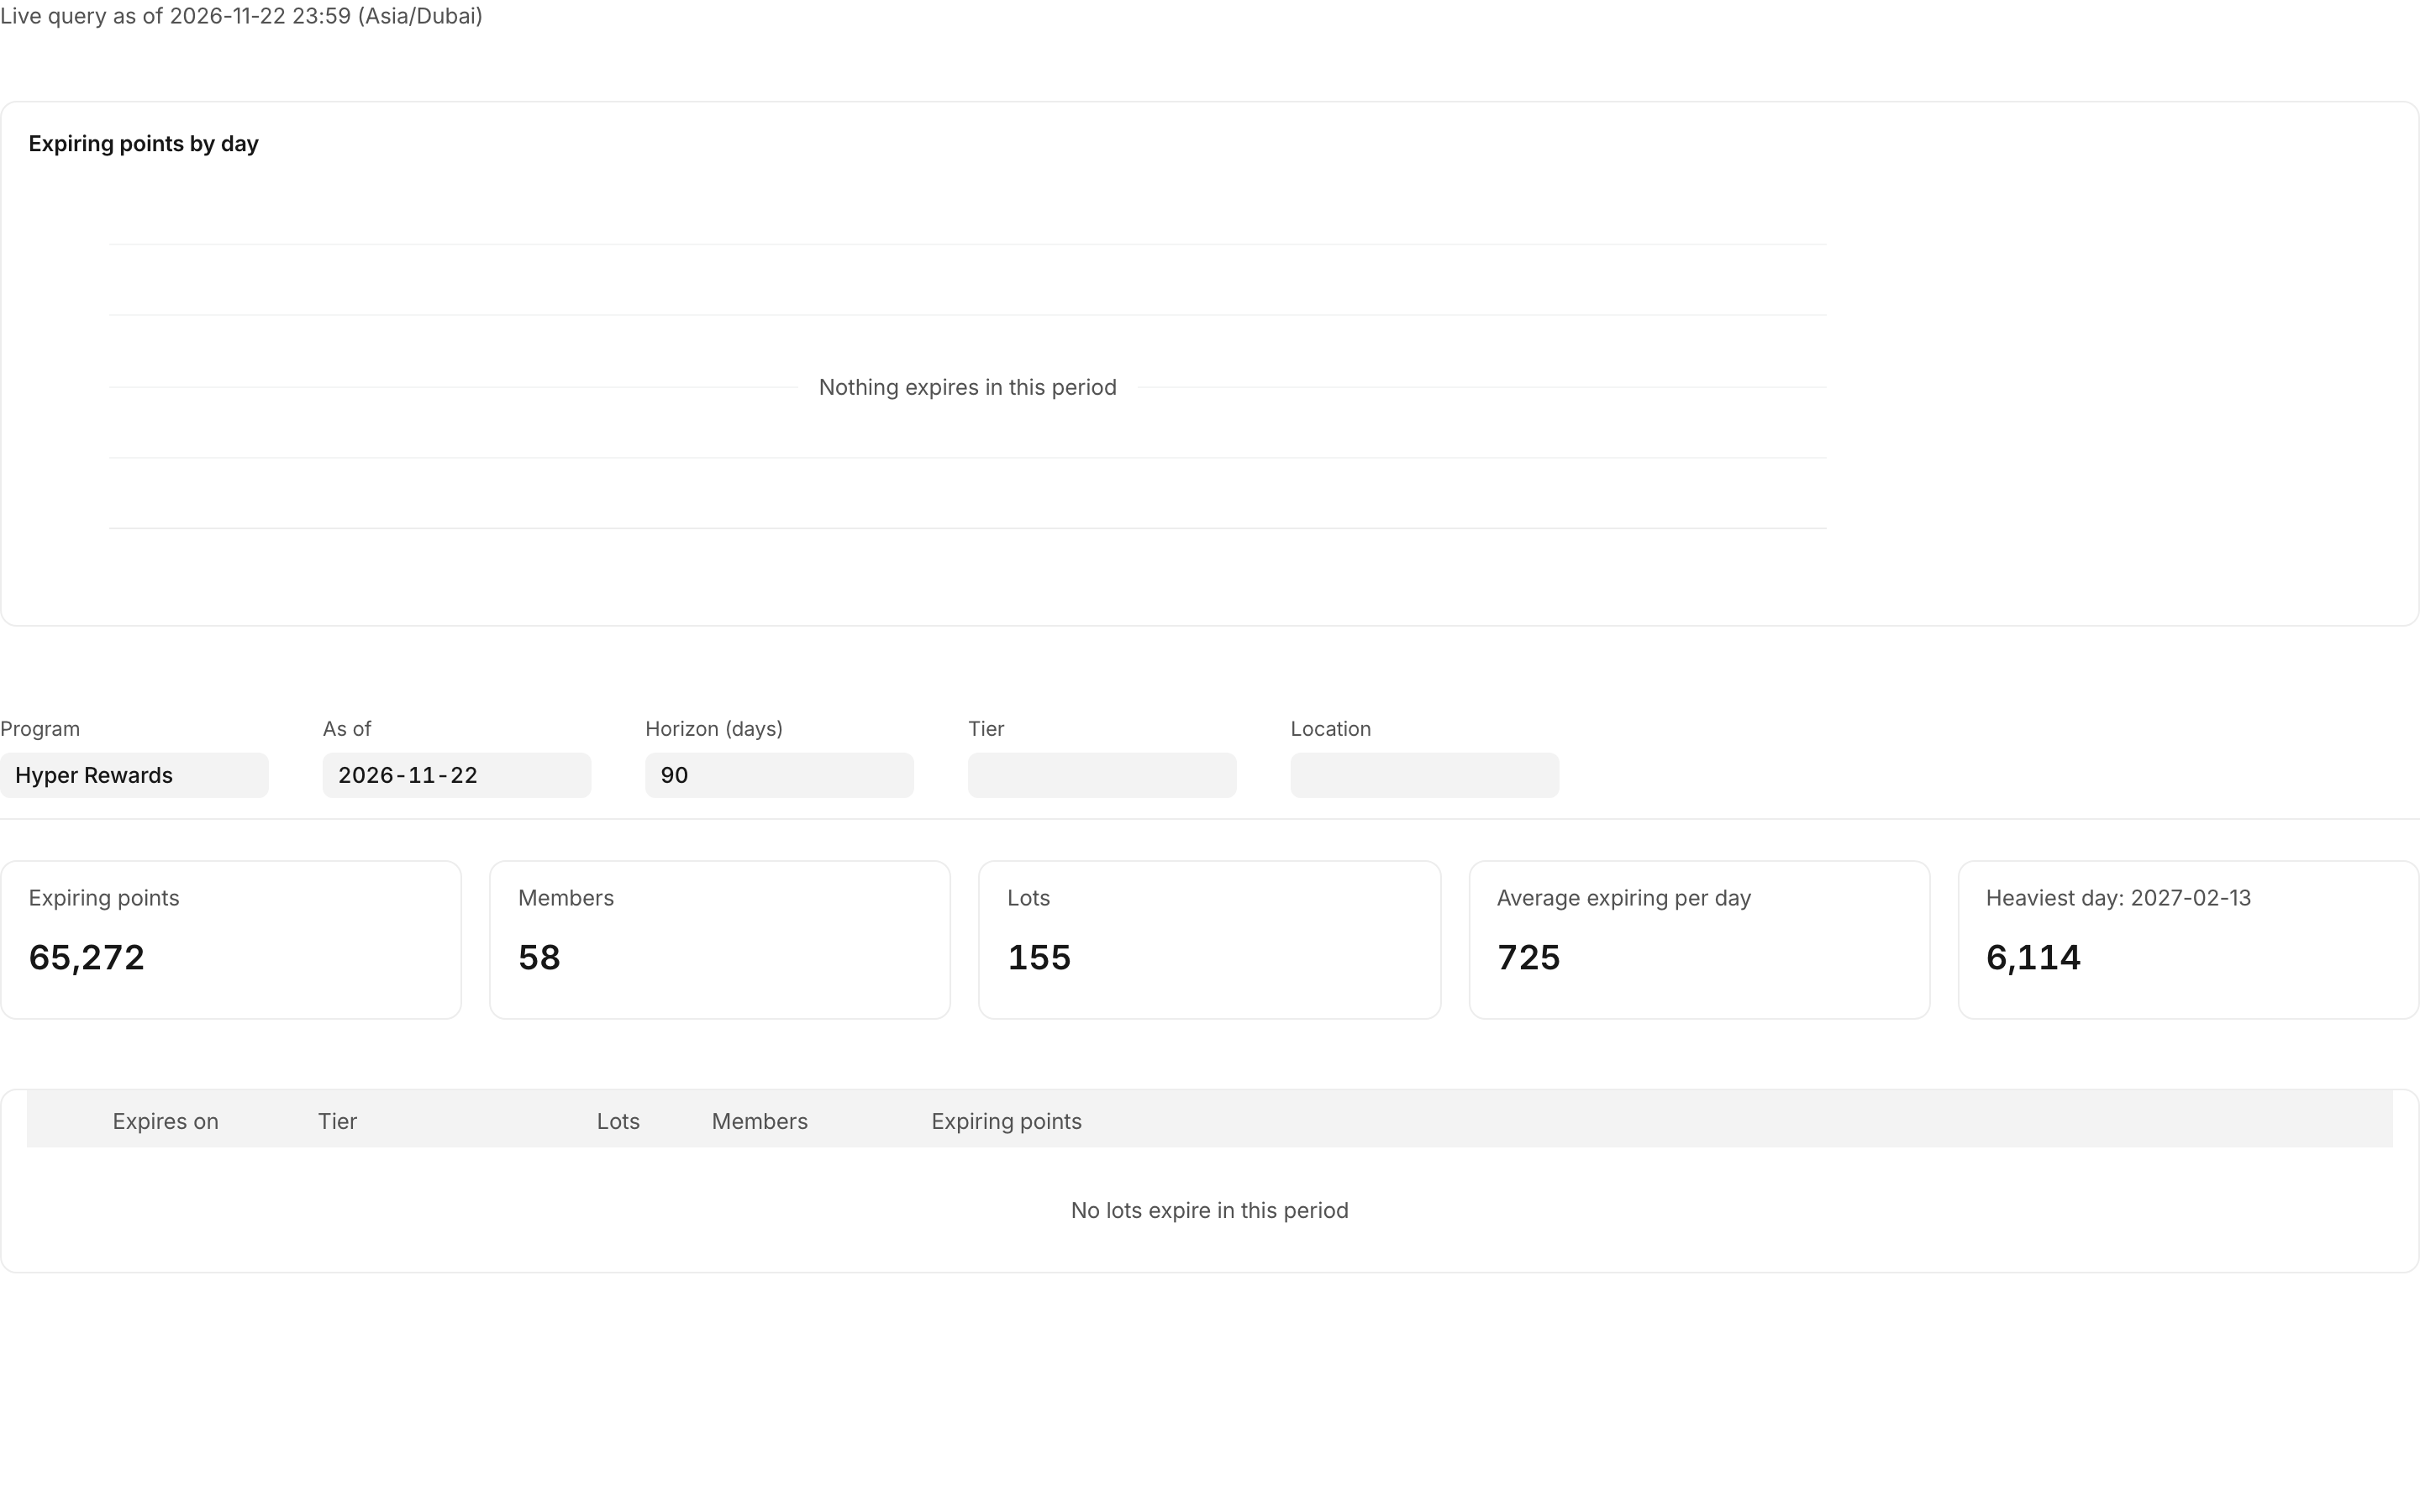 Live query as of 2026-11-22 23:59 (Asia/Dubai)
Expiring points by day
Nothing expires in this period
Program As of Horizon (days) Tier Location
Hyper Rewards 2026-11-22 90
Expiring points Members Lots Average expiring per day Heaviest day: 2027-02-13
65,272 58 155 725 6,114
Expires on Tier Lots Members Expiring points
No lots expire in this period